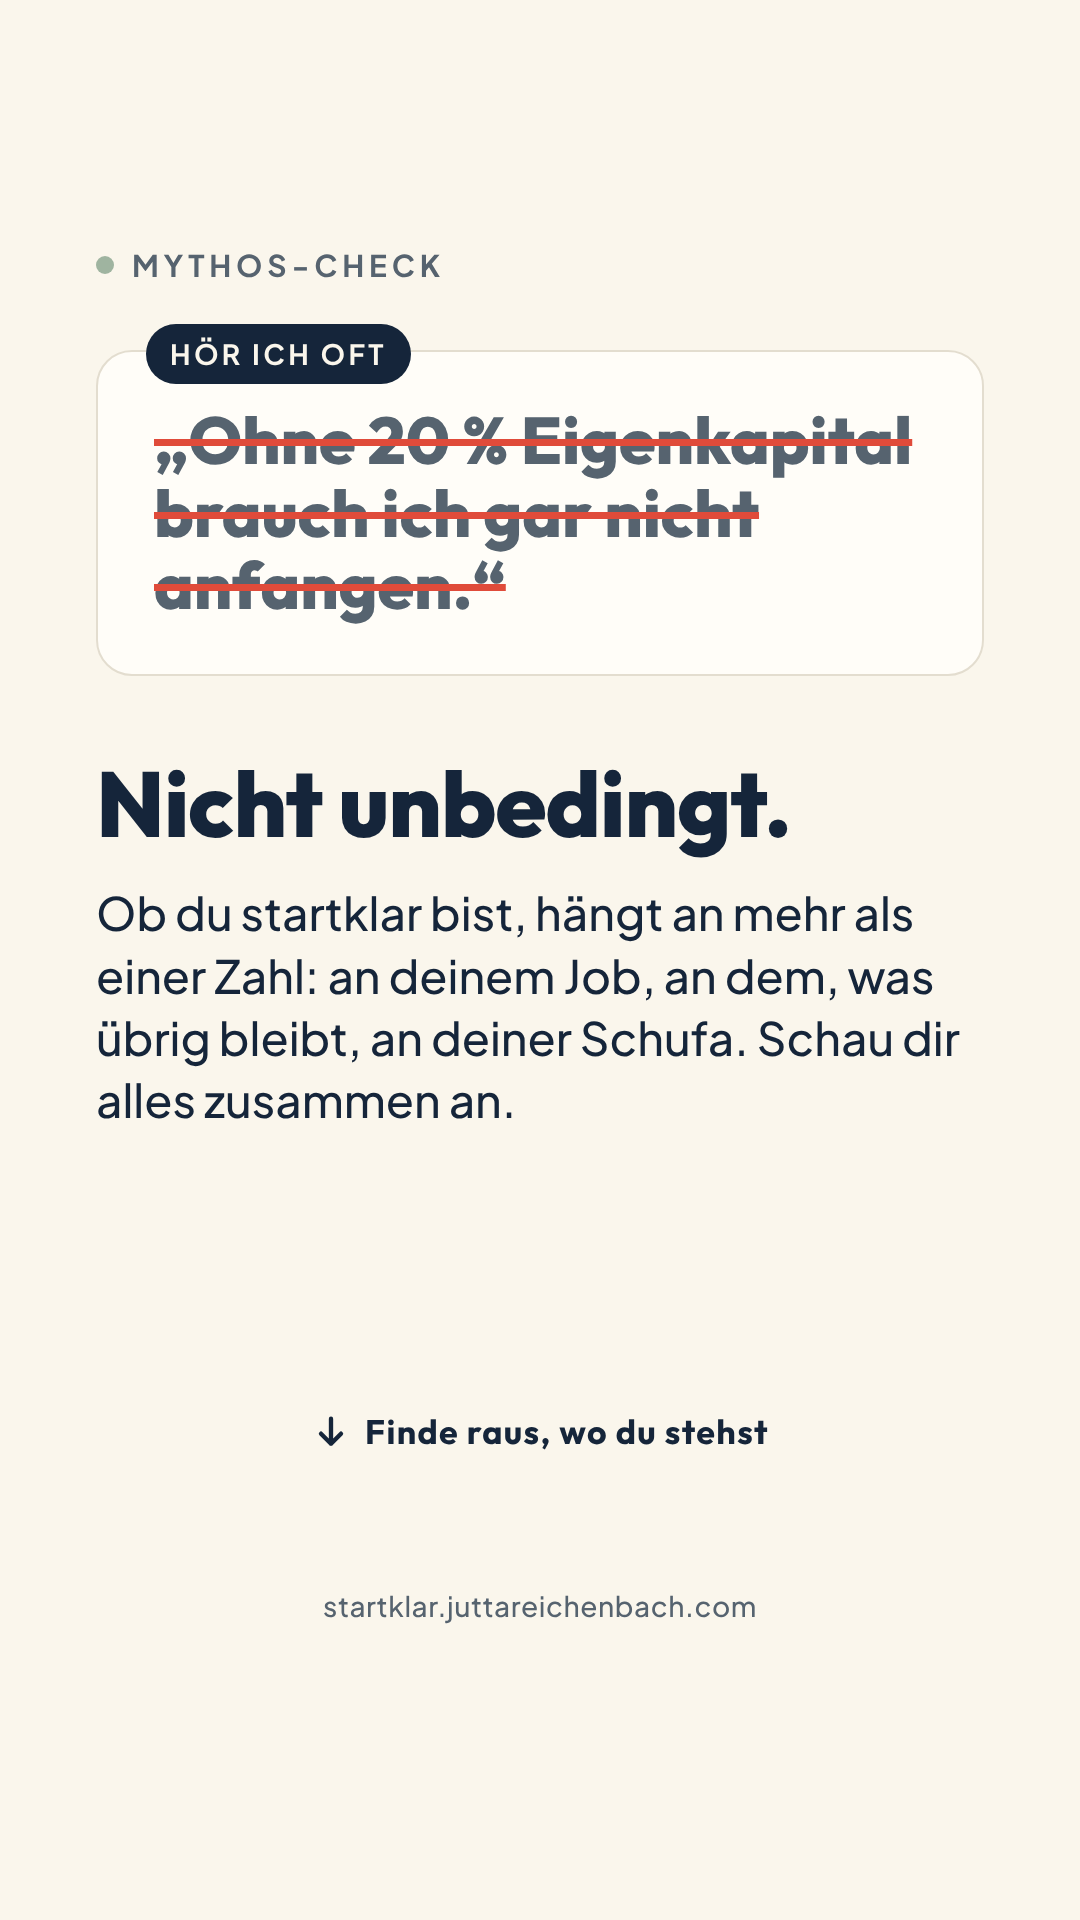 MYTHOS-CHECK
HÖR ICH OFT
„Ohne 20 % Eigenkapital
brauch ich gar nicht
anfangen.“
Nicht unbedingt.
Ob du startklar bist, hängt an mehr als
einer Zahl: an deinem Job, an dem, was
übrig bleibt, an deiner Schufa. Schau dir
alles zusammen an.
↓ Finde raus, wo du stehst
startklar.juttareichenbach.com